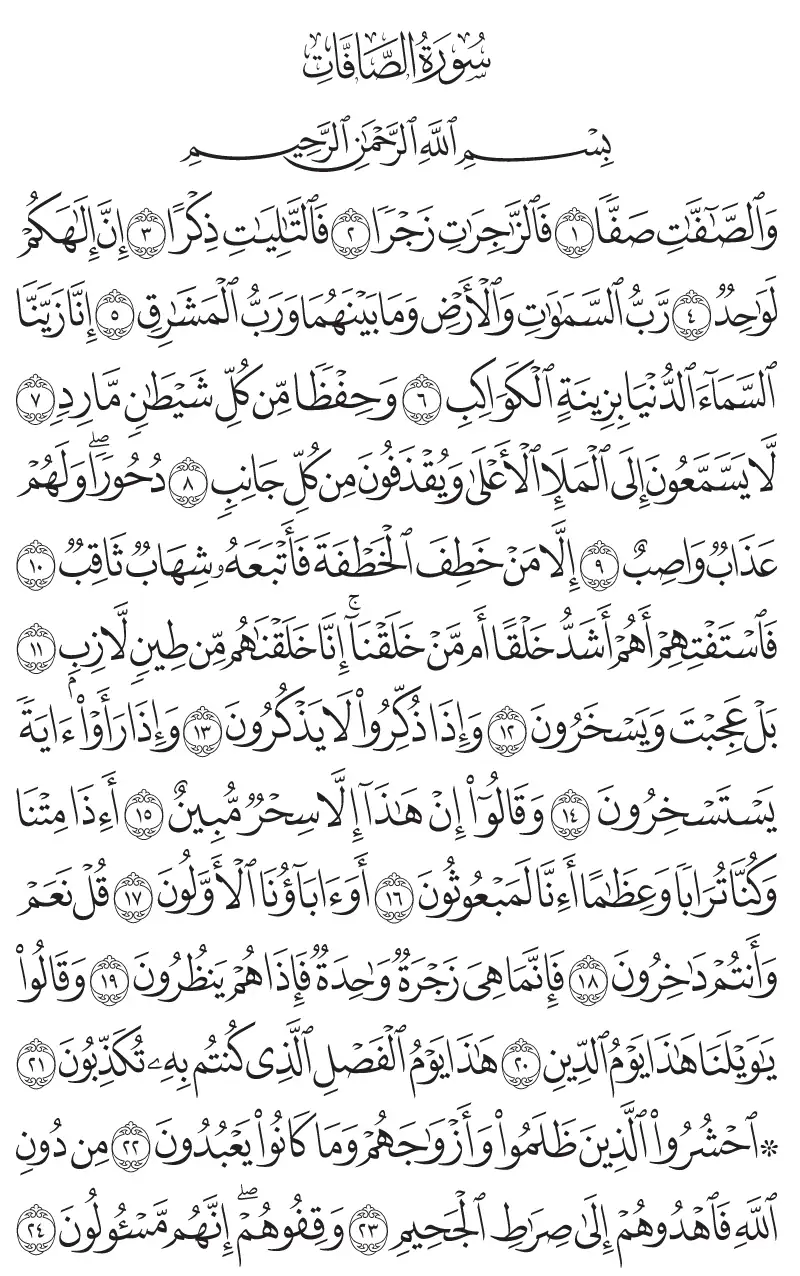 سُورَةُ الصَّافَّاتِ
بِسْمِ ٱللَّهِ ٱلرَّحْمَٰنِ ٱلرَّحِيمِ
وَٱلصَّٰٓفَّٰتِ صَفًّا ١ فَٱلزَّٰجِرَٰتِ زَجْرًا ٢ فَٱلتَّٰلِيَٰتِ ذِكْرًا ٣ إِنَّ إِلَٰهَكُمْ
لَوَٰحِدٌ ٤ رَّبُّ ٱلسَّمَٰوَٰتِ وَٱلْأَرْضِ وَمَا بَيْنَهُمَا وَرَبُّ ٱلْمَشَٰرِقِ ٥ إِنَّا زَيَّنَّا
ٱلسَّمَآءَ ٱلدُّنْيَا بِزِينَةٍ ٱلْكَوَاكِبِ ٦ وَحِفْظًا مِّن كُلِّ شَيْطَٰنٍ مَّارِدٍ ٧
لَّا يَسَّمَّعُونَ إِلَى ٱلْمَلَإِ ٱلْأَعْلَىٰ وَيُقْذَفُونَ مِن كُلِّ جَانِبٍ ٨ دُحُورًا ۖ وَلَهُمْ
عَذَابٌ وَاصِبٌ ٩ إِلَّا مَنْ خَطِفَ ٱلْخَطْفَةَ فَأَتْبَعَهُۥ شِهَابٌ ثَاقِبٌ ١٠
فَٱسْتَفْتِهِمْ أَهُمْ أَشَدُّ خَلْقًا أَم مَّنْ خَلَقْنَآ ۚ إِنَّا خَلَقْنَٰهُم مِّن طِينٍ لَّازِبٍۭ ١١
بَلْ عَجِبْتَ وَيَسْخَرُونَ ١٢ وَإِذَا ذُكِّرُوا۟ لَا يَذْكُرُونَ ١٣ وَإِذَا رَأَوْا۟ ءَايَةً
يَسْتَسْخِرُونَ ١٤ وَقَالُوٓا۟ إِنْ هَٰذَآ إِلَّا سِحْرٌ مُّبِينٌ ١٥ أَءِذَا مِتْنَا
وَكُنَّا تُرَابًا وَعِظَٰمًا أَءِنَّا لَمَبْعُوثُونَ ١٦ أَوَءَابَآؤُنَا ٱلْأَوَّلُونَ ١٧ قُلْ نَعَمْ
وَأَنتُمْ دَٰخِرُونَ ١٨ فَإِنَّمَا هِىَ زَجْرَةٌ وَٰحِدَةٌ فَإِذَا هُمْ يَنظُرُونَ ١٩ وَقَالُوا۟
يَٰوَيْلَنَا هَٰذَا يَوْمُ ٱلدِّينِ ٢٠ هَٰذَا يَوْمُ ٱلْفَصْلِ ٱلَّذِى كُنتُم بِهِۦ تُكَذِّبُونَ ٢١
* ٱحْشُرُوا۟ ٱلَّذِينَ ظَلَمُوا۟ وَأَزْوَٰجَهُمْ وَمَا كَانُوا۟ يَعْبُدُونَ ٢٢ مِن دُونِ
ٱللَّهِ فَٱهْدُوهُمْ إِلَىٰ صِرَٰطِ ٱلْجَحِيمِ ٢٣ وَقِفُوهُمْ ۖ إِنَّهُم مَّسْـُٔولُونَ ٢٤